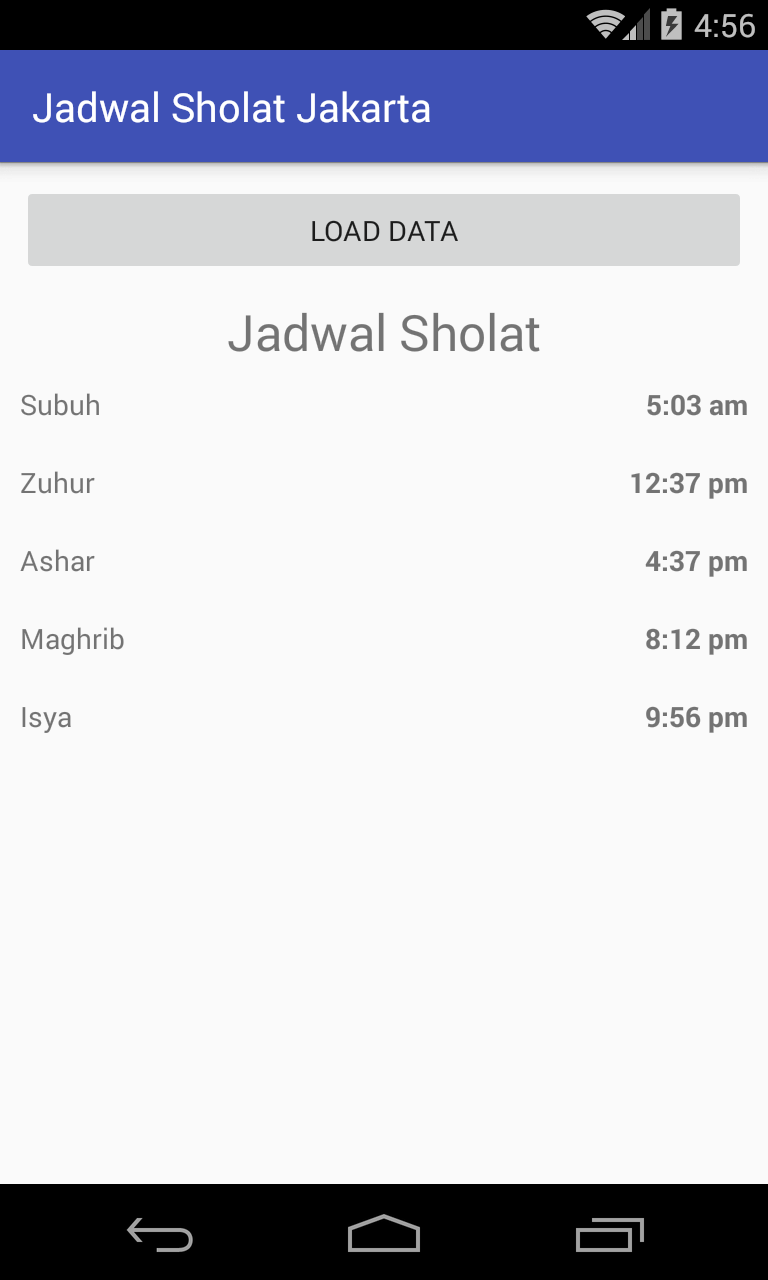 4:56
Jadwal Sholat Jakarta
LOAD DATA
Jadwal Sholat
Subuh 5:03 am
Zuhur 12:37 pm
Ashar 4:37 pm
Maghrib 8:12 pm
Isya 9:56 pm